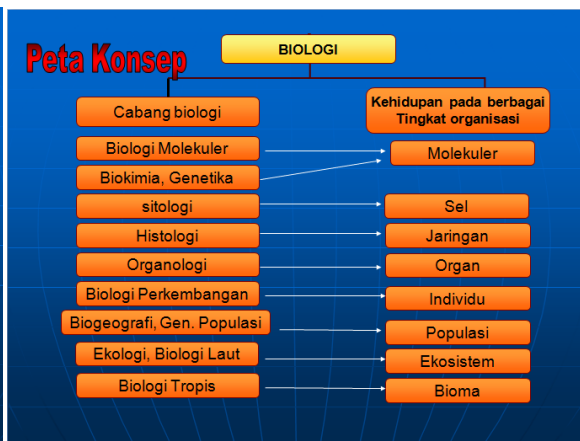 Peta Konsep
BIOLOGI
Cabang biologi
Kehidupan pada berbagai
Tingkat organisasi
Biologi Molekuler
Molekuler
Biokimia, Genetika
sitologi
Sel
Histologi
Jaringan
Organologi
Organ
Biologi Perkembangan
Individu
Biogeografi, Gen. Populasi
Populasi
Ekologi, Biologi Laut
Ekosistem
Biologi Tropis
Bioma